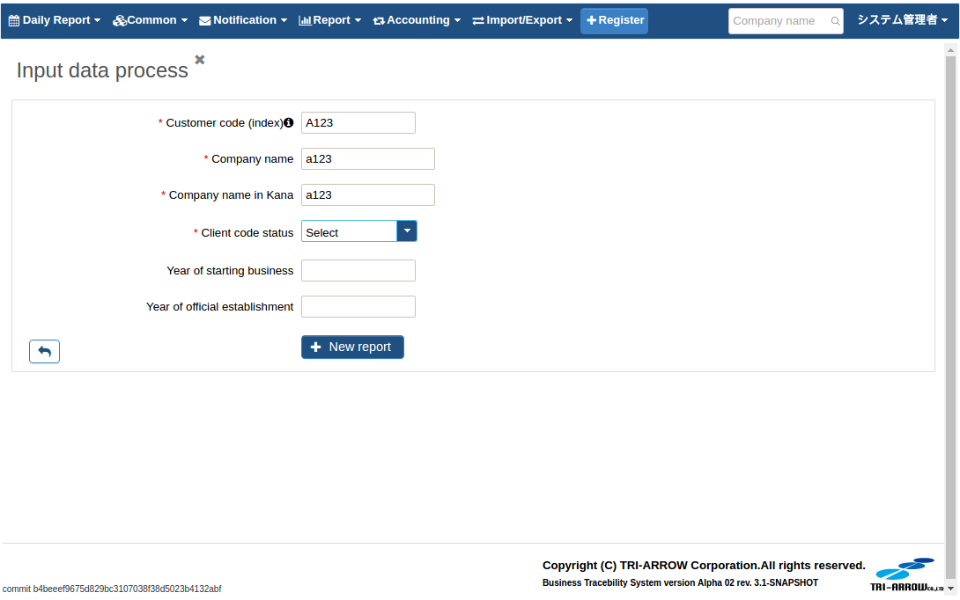 Daily Report Common Notification Report Accounting Import/Export + Register Company name システム管理者
Input data process
* Customer code (index) A123
* Company name a123
* Company name in Kana a123
* Client code status Select
Year of starting business
Year of official establishment
+ New report
Copyright (C) TRI-ARROW Corporation.All rights reserved.
Business Tracebility System version Alpha 02 rev. 3.1-SNAPSHOT
TRI-ARROW CO.,LTD
commit b4beeef9675d829bc3107038f38d5023b4132abf